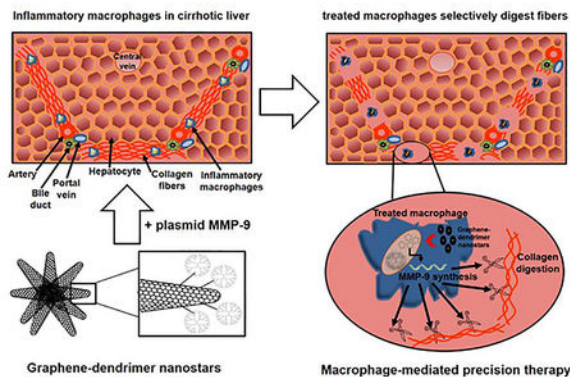 Inflammatory macrophages in cirrhotic liver
treated macrophages selectively digest fibers
Central
vein
Artery
Bile
duct
Portal
vein
Hepatocyte
Collagen
fibers
Inflammatory
macrophages
+ plasmid MMP-9
Treated macrophage
Graphene-
dendrimer
nanostars
MMP-9 synthesis
Collagen
digestion
Graphene-dendrimer nanostars
Macrophage-mediated precision therapy